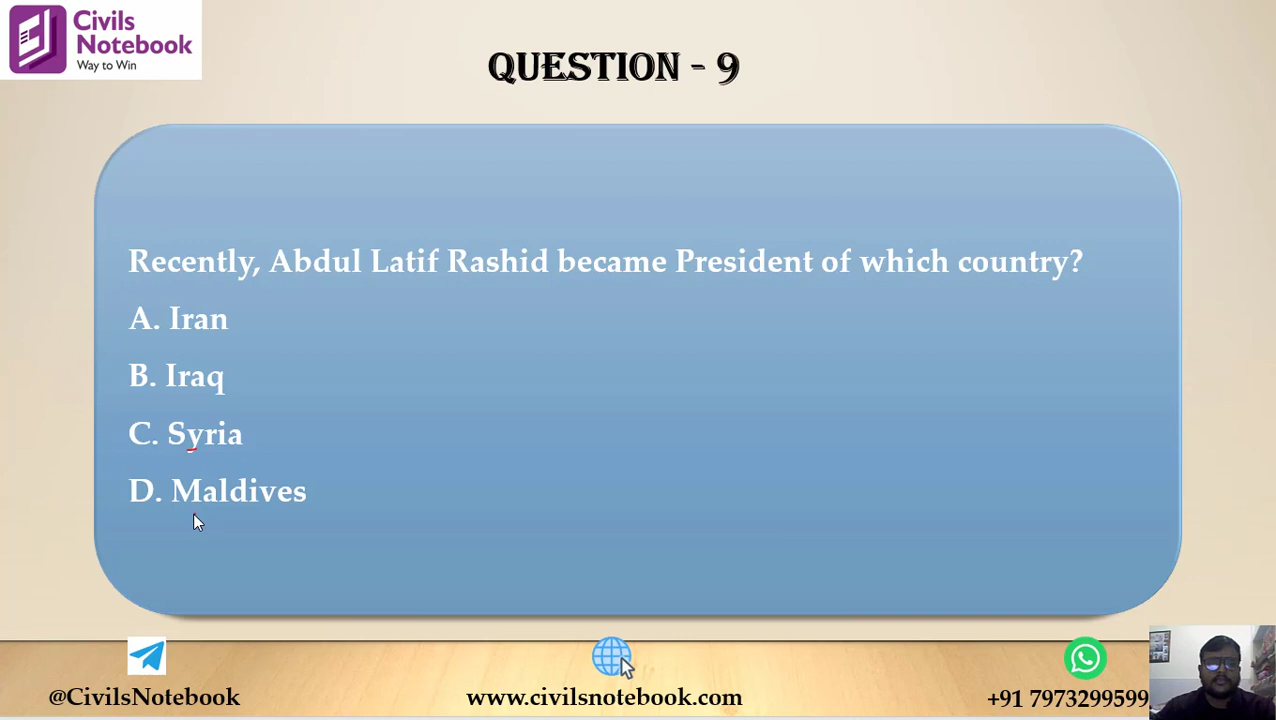 Civils
Notebook
Way to Win
QUESTION - 9
Recently, Abdul Latif Rashid became President of which country?
A. Iran
B. Iraq
C. Syria
D. Maldives
@CivilsNotebook
www.civilsnotebook.com
+91 7973299599